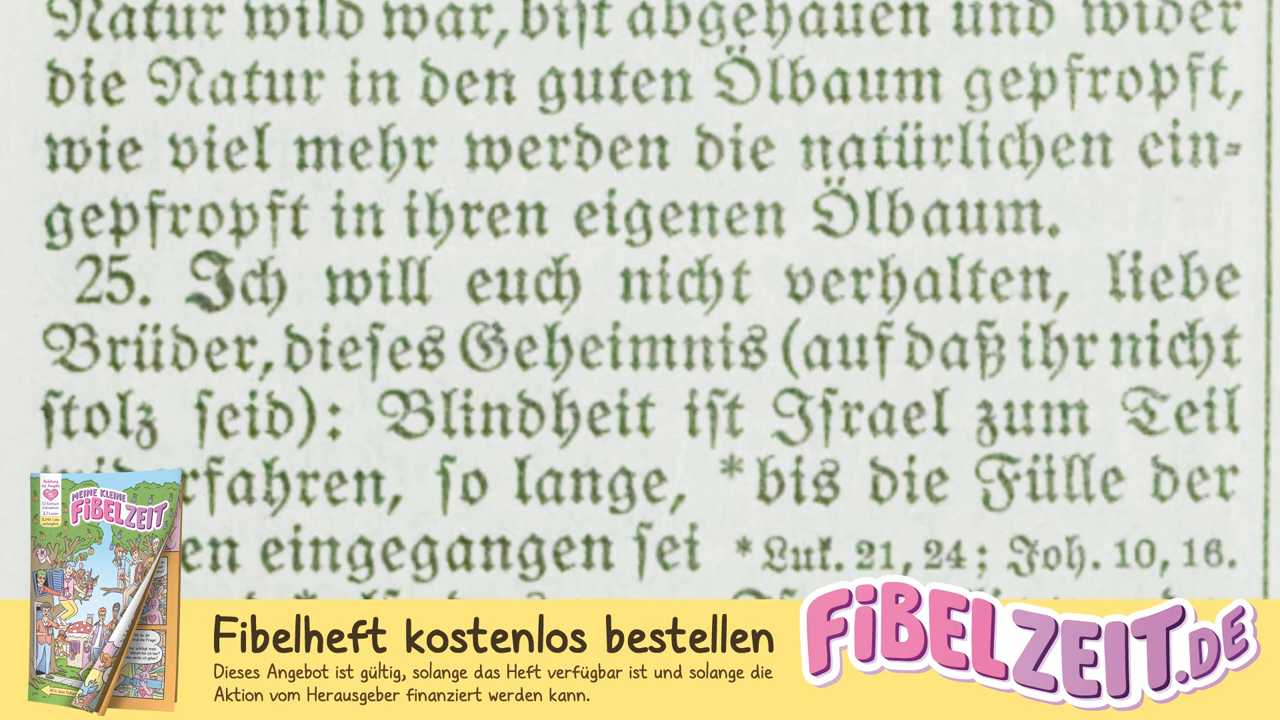 Natur wild war, bist abgehauen und wider
die Natur in den guten Ölbaum gepfropft,
wie viel mehr werden die natürlichen ein-
gepfropft in ihren eigenen Ölbaum.
25. Ich will euch nicht verhalten, liebe
Brüder, dieses Geheimnis (auf daß ihr nicht
stolz seid): Blindheit ist Israel zum Teil
widerfahren, so lange, *bis die Fülle der
en eingegangen sei *Luk. 21, 24; Joh. 10, 16.
MEINE KLEINE
FiBELZEIT
Fibelheft kostenlos bestellen
Dieses Angebot ist gültig, solange das Heft verfügbar ist und solange die
Aktion vom Herausgeber finanziert werden kann.
FiBELZEIT.DE